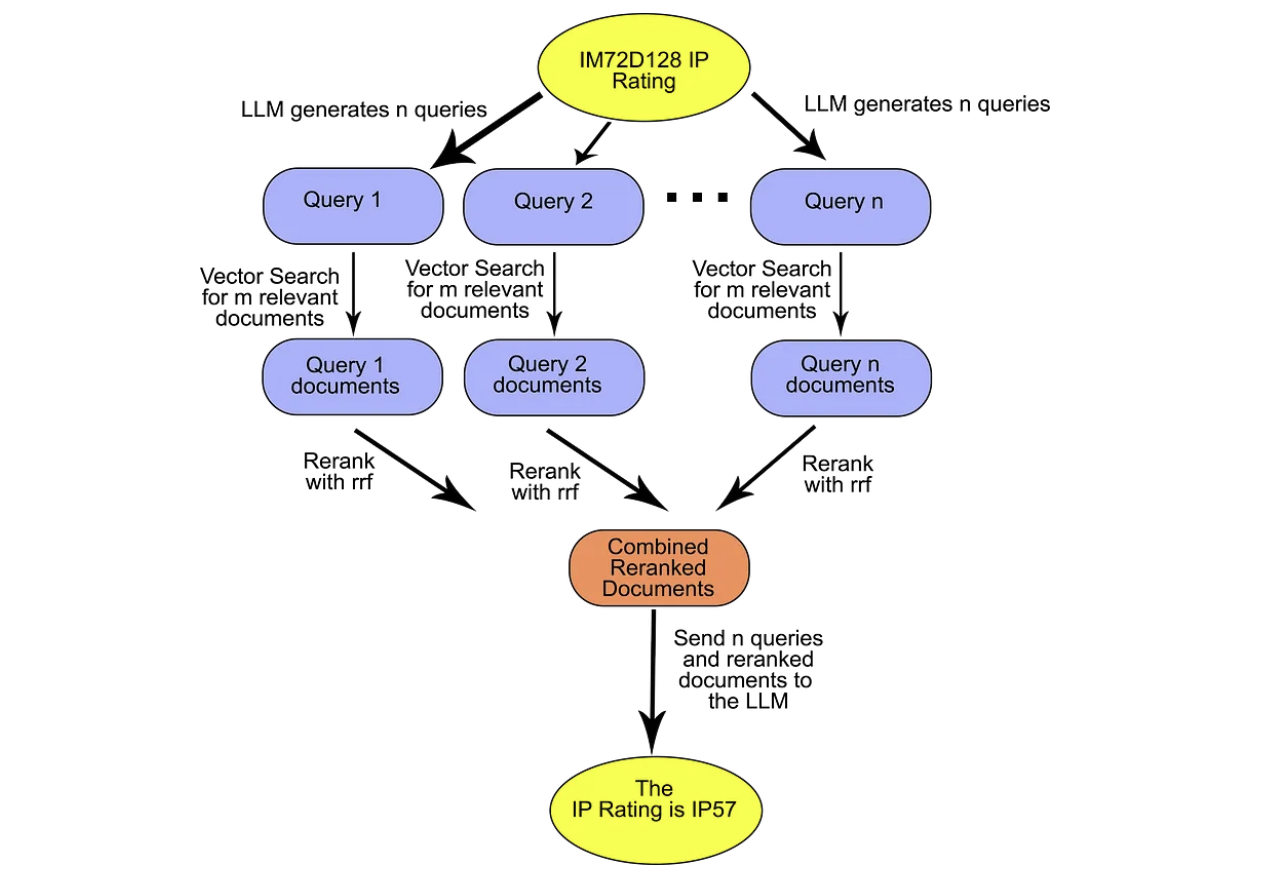 IM72D128 IP
Rating
LLM generates n queries
LLM generates n queries
Query 1
Query 2
Query n
Vector Search
for m relevant
documents
Vector Search
for m relevant
documents
Vector Search
for m relevant
documents
Query 1
documents
Query 2
documents
Query n
documents
Rerank
with rrf
Rerank
with rrf
Rerank
with rrf
Combined
Reranked
Documents
Send n queries
and reranked
documents to
the LLM
The
IP Rating is IP57